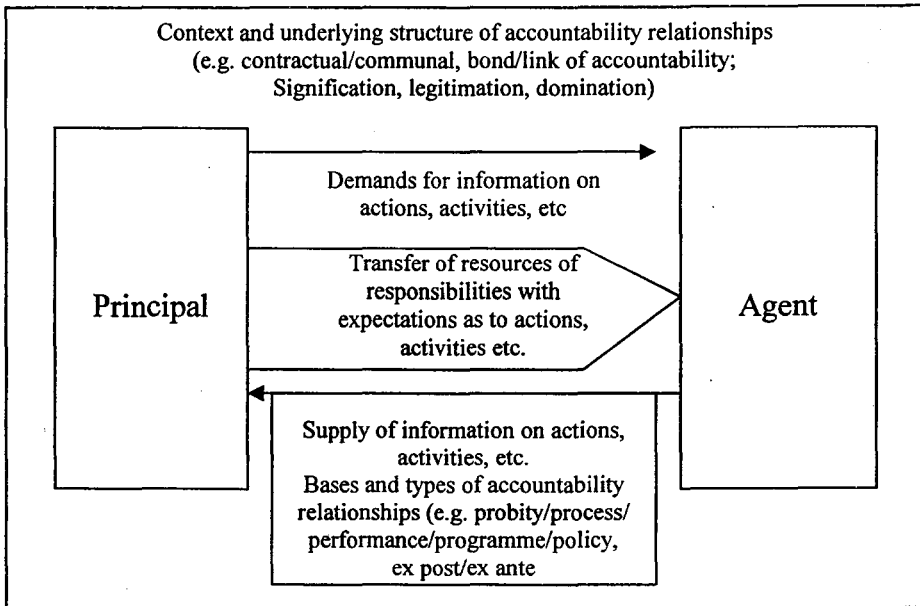 Context and underlying structure of accountability relationships
(e.g. contractual/communal, bond/link of accountability;
Signification, legitimation, domination)
Demands for information on
actions, activities, etc
Principal
Transfer of resources of
responsibilities with
expectations as to actions,
activities etc.
Agent
Supply of information on actions,
activities, etc.
Bases and types of accountability
relationships (e.g. probity/process/
performance/programme/policy,
ex post/ex ante